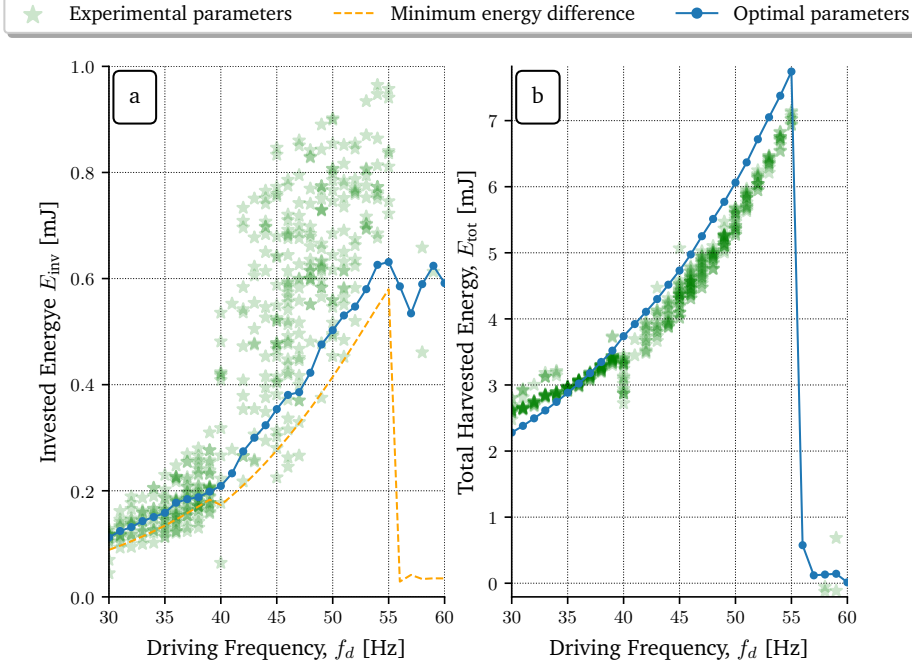 Experimental parameters Minimum energy difference Optimal parameters
a
b
1.0
0.8
0.6
0.4
0.2
0.0
Invested Energye E_inv [mJ]
30 35 40 45 50 55 60
Driving Frequency, f_d [Hz]
7
6
5
4
3
2
1
0
Total Harvested Energy, E_tot [mJ]
30 35 40 45 50 55 60
Driving Frequency, f_d [Hz]